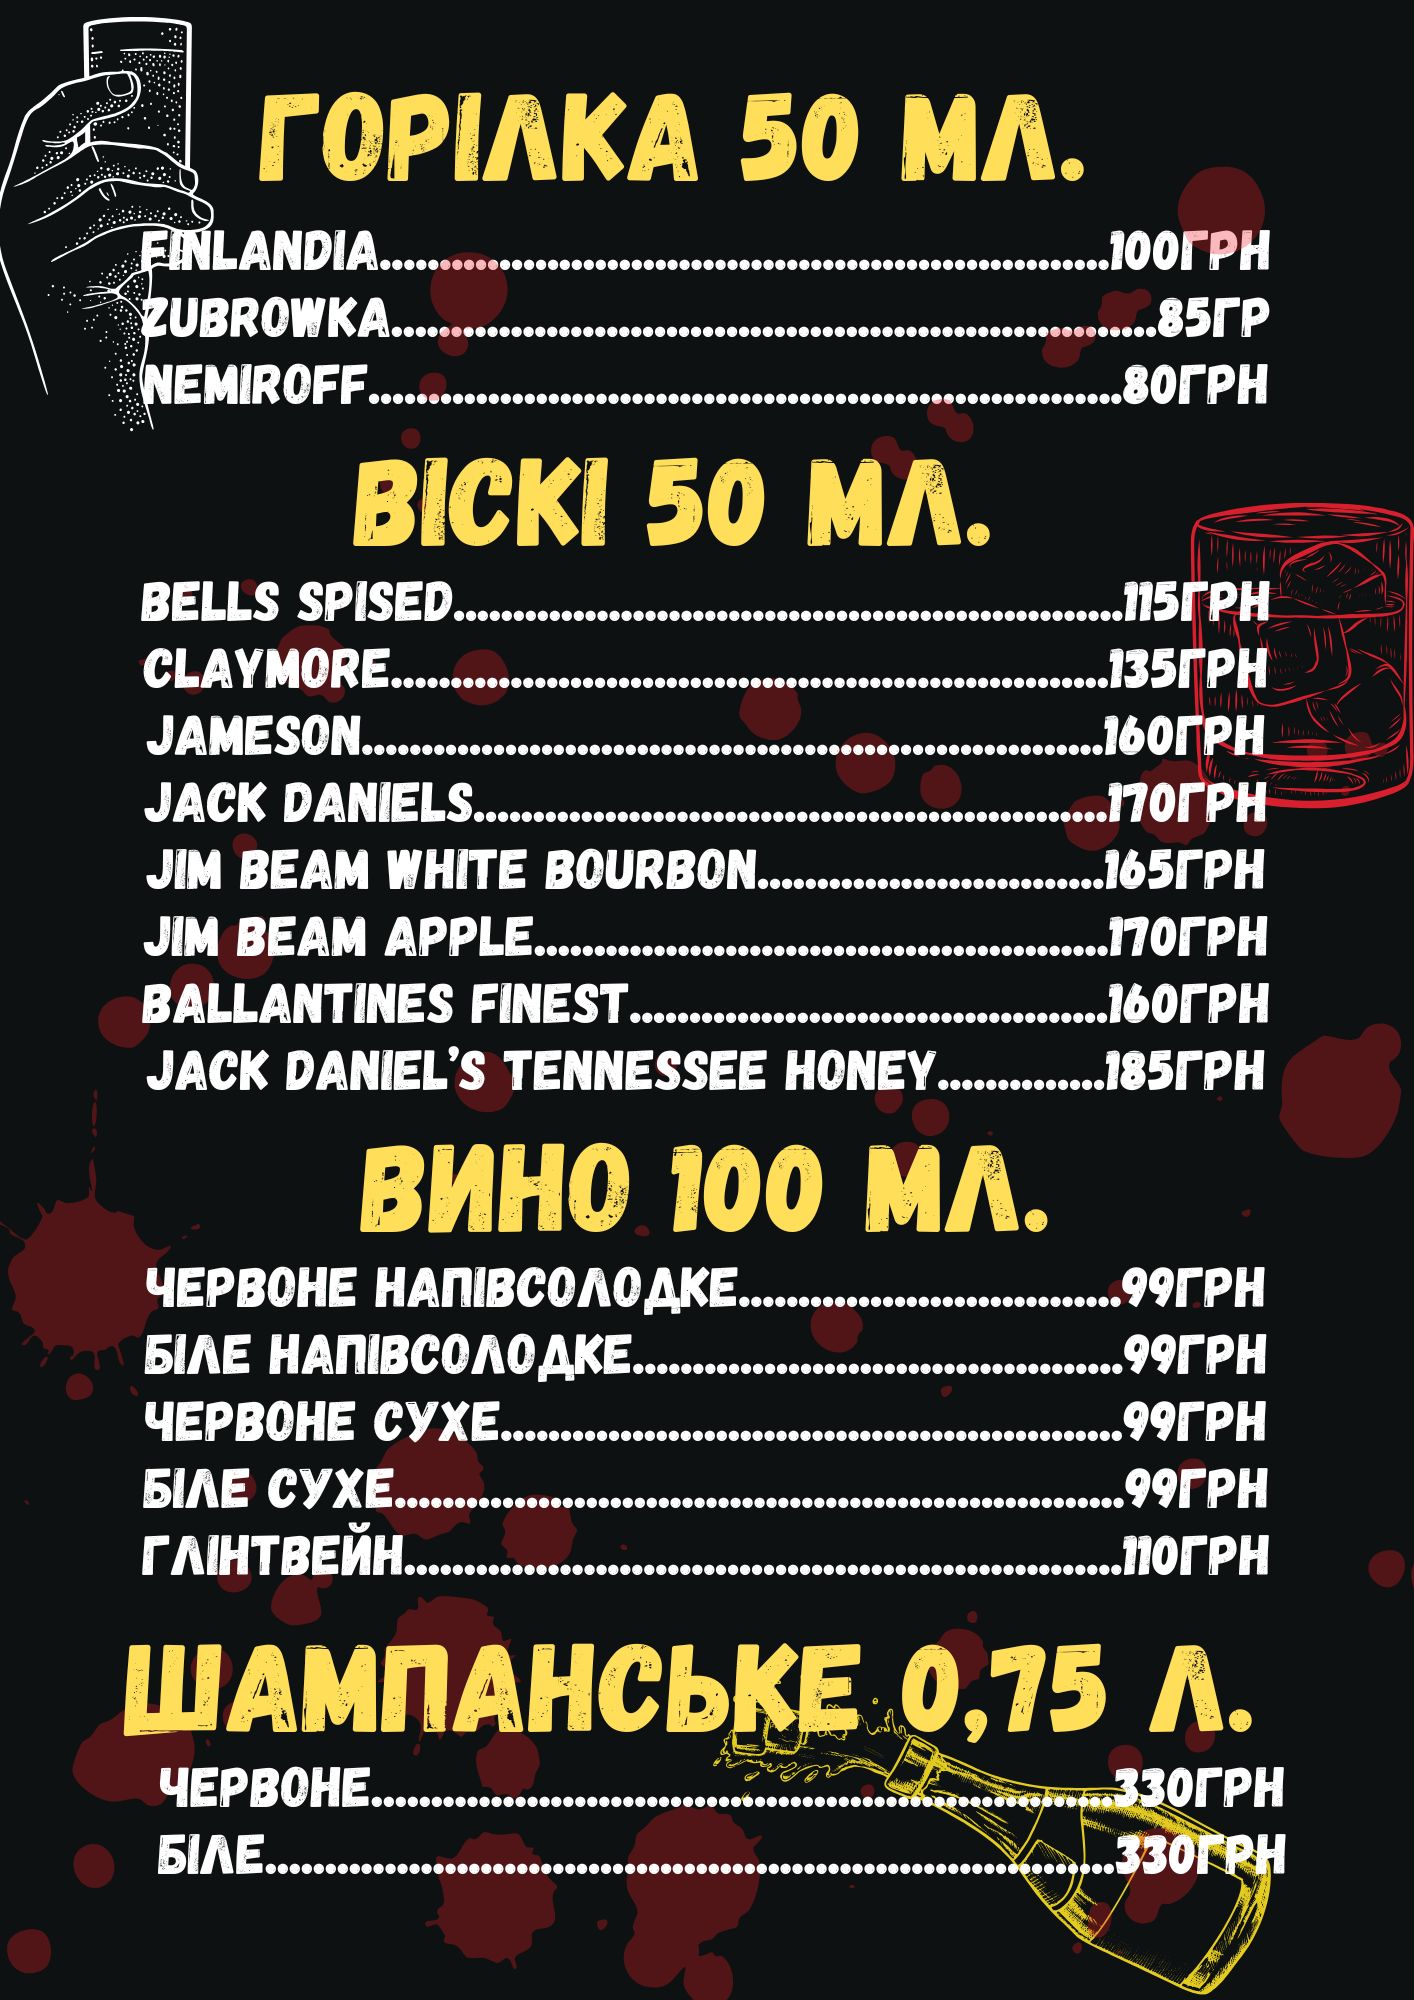 ГОРІЛКА 50 МЛ.
FINLANDIA.............................................................100ГРН
ZUBROWKA................................................................85ГР
NEMIROFF...............................................................80ГРН
ВІСКІ 50 МЛ.
BELLS SPISED........................................................115ГРН
CLAYMORE............................................................135ГРН
JAMESON..............................................................160ГРН
JACK DANIELS.....................................................170ГРН
JIM BEAM WHITE BOURBON.............................165ГРН
JIM BEAM APPLE................................................170ГРН
BALLANTINES FINEST........................................160ГРН
JACK DANIEL’S TENNESSEE HONEY..............185ГРН
ВИНО 100 МЛ.
ЧЕРВОНЕ НАПІВСОЛОДКЕ................................99ГРН
БІЛЕ НАПІВСОЛОДКЕ.........................................99ГРН
ЧЕРВОНЕ СУХЕ....................................................99ГРН
БІЛЕ СУХЕ.............................................................99ГРН
ГЛІНТВЕЙН............................................................110ГРН
ШАМПАНСЬКЕ 0,75 Л.
ЧЕРВОНЕ..............................................................330ГРН
БІЛЕ.......................................................................330ГРН